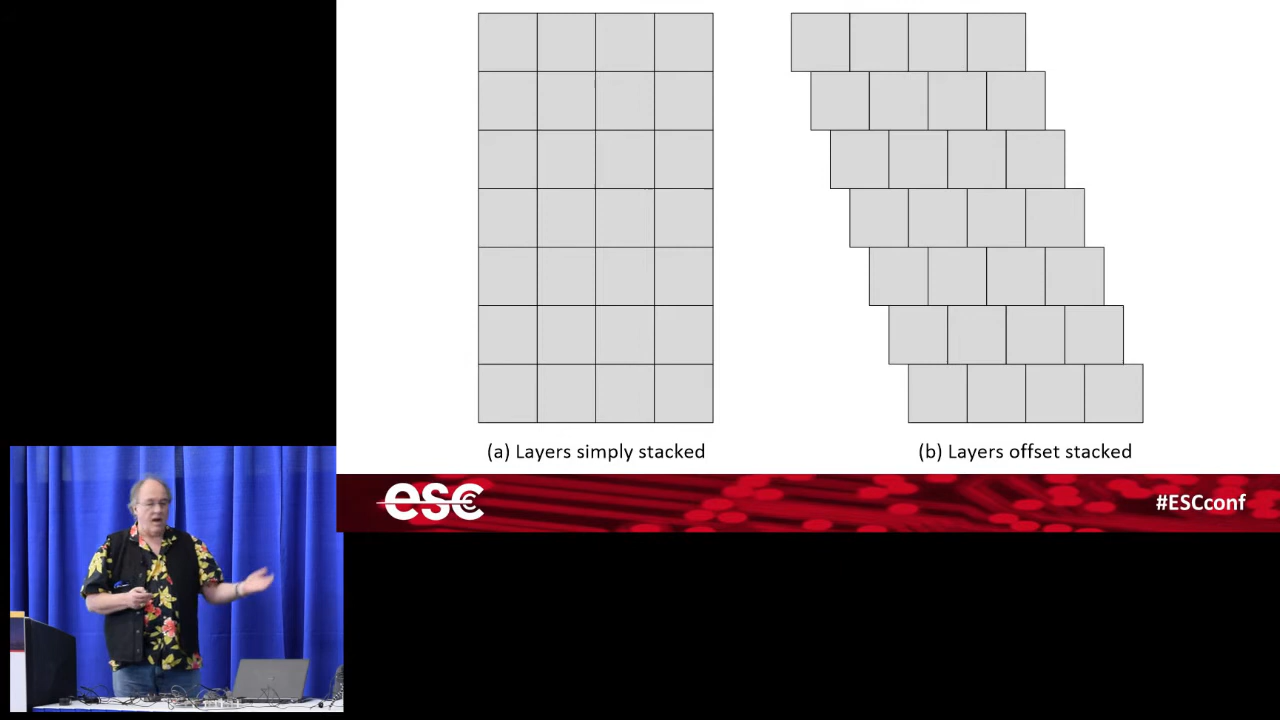 (a) Layers simply stacked
(b) Layers offset stacked
esc
#ESCconf